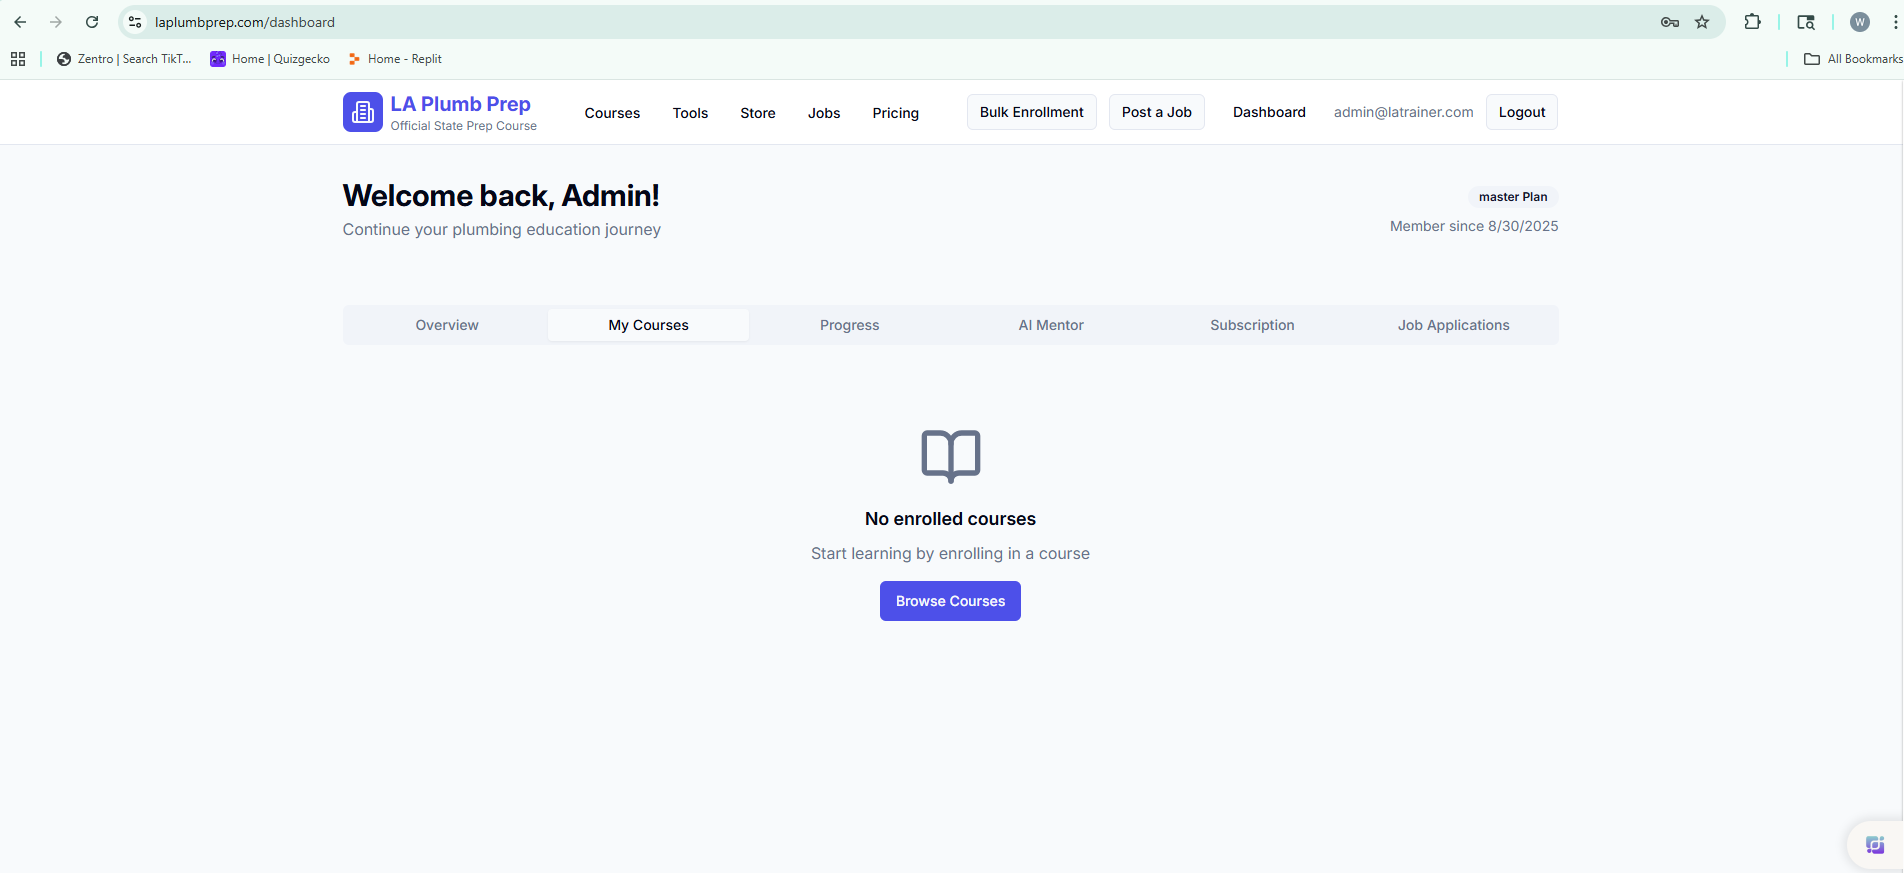 laplumbprep.com/dashboard
W
Zentro | Search TikT...
Home | Quizgecko
Home - Replit
All Bookmarks
LA Plumb Prep
Official State Prep Course
Courses
Tools
Store
Jobs
Pricing
Bulk Enrollment
Post a Job
Dashboard
admin@latrainer.com
Logout
Welcome back, Admin!
Continue your plumbing education journey
master Plan
Member since 8/30/2025
Overview
My Courses
Progress
AI Mentor
Subscription
Job Applications
No enrolled courses
Start learning by enrolling in a course
Browse Courses